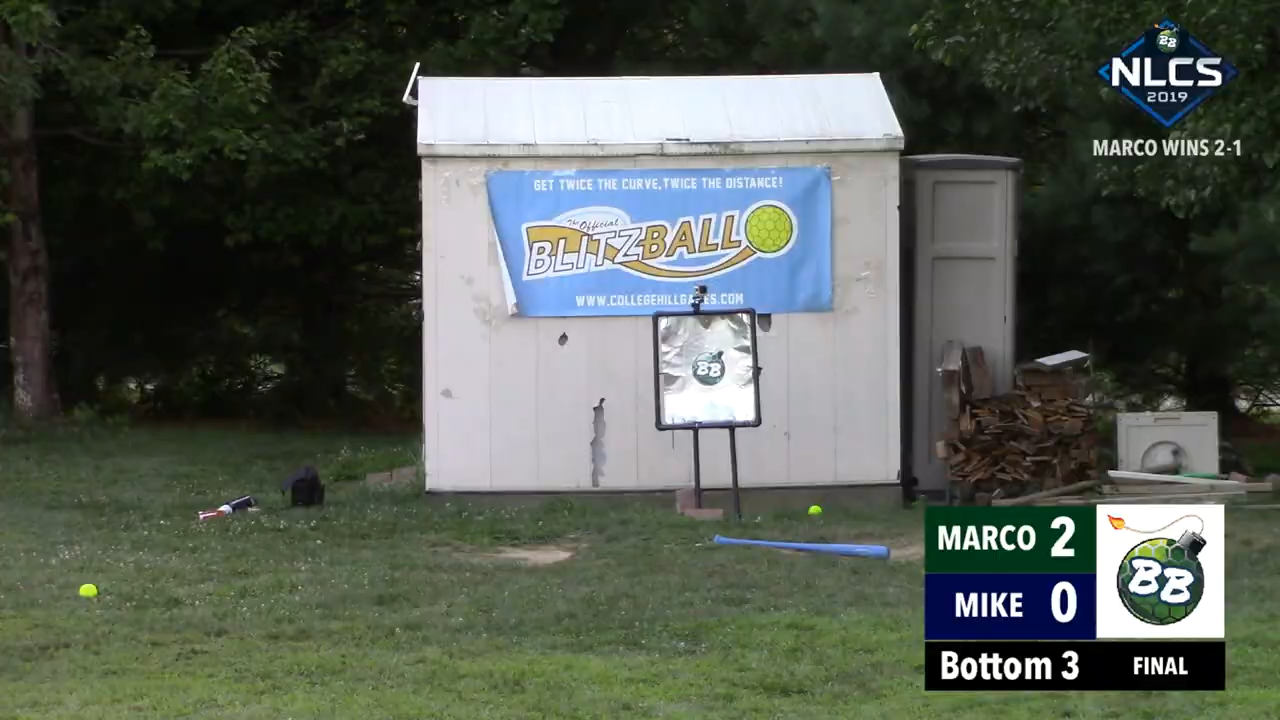 BB
NLCS
2019
MARCO WINS 2-1
GET TWICE THE CURVE, TWICE THE DISTANCE!
The Official
BLITZBALL
WWW.COLLEGEHILLGAMES.COM
BB
MARCO 2
MIKE 0
BB
Bottom 3 FINAL